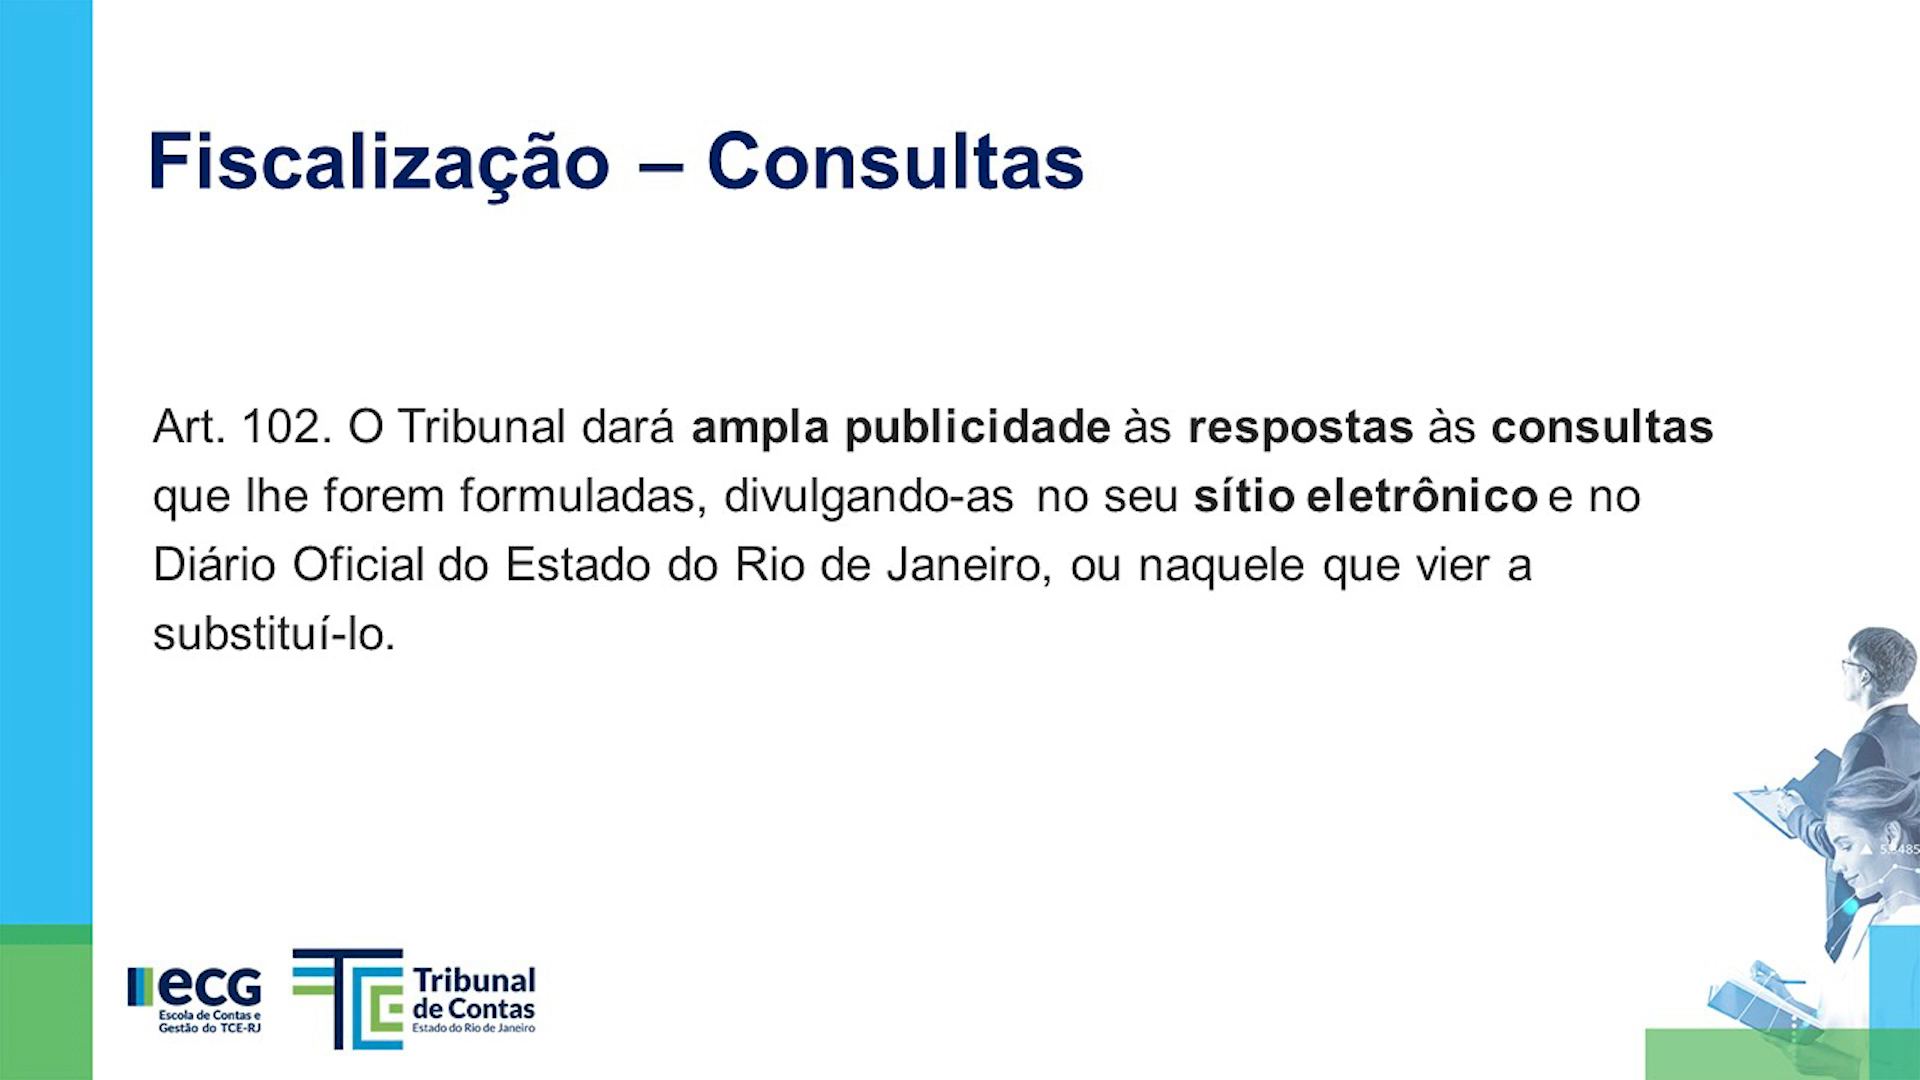 Fiscalização – Consultas
Art. 102. O Tribunal dará ampla publicidade às respostas às consultas
que lhe forem formuladas, divulgando-as no seu sítio eletrônico e no
Diário Oficial do Estado do Rio de Janeiro, ou naquele que vier a
substituí-lo.
ecg
Escola de Contas e
Gestão do TCE-RJ
TCE
Tribunal
de Contas
Estado do Rio de Janeiro